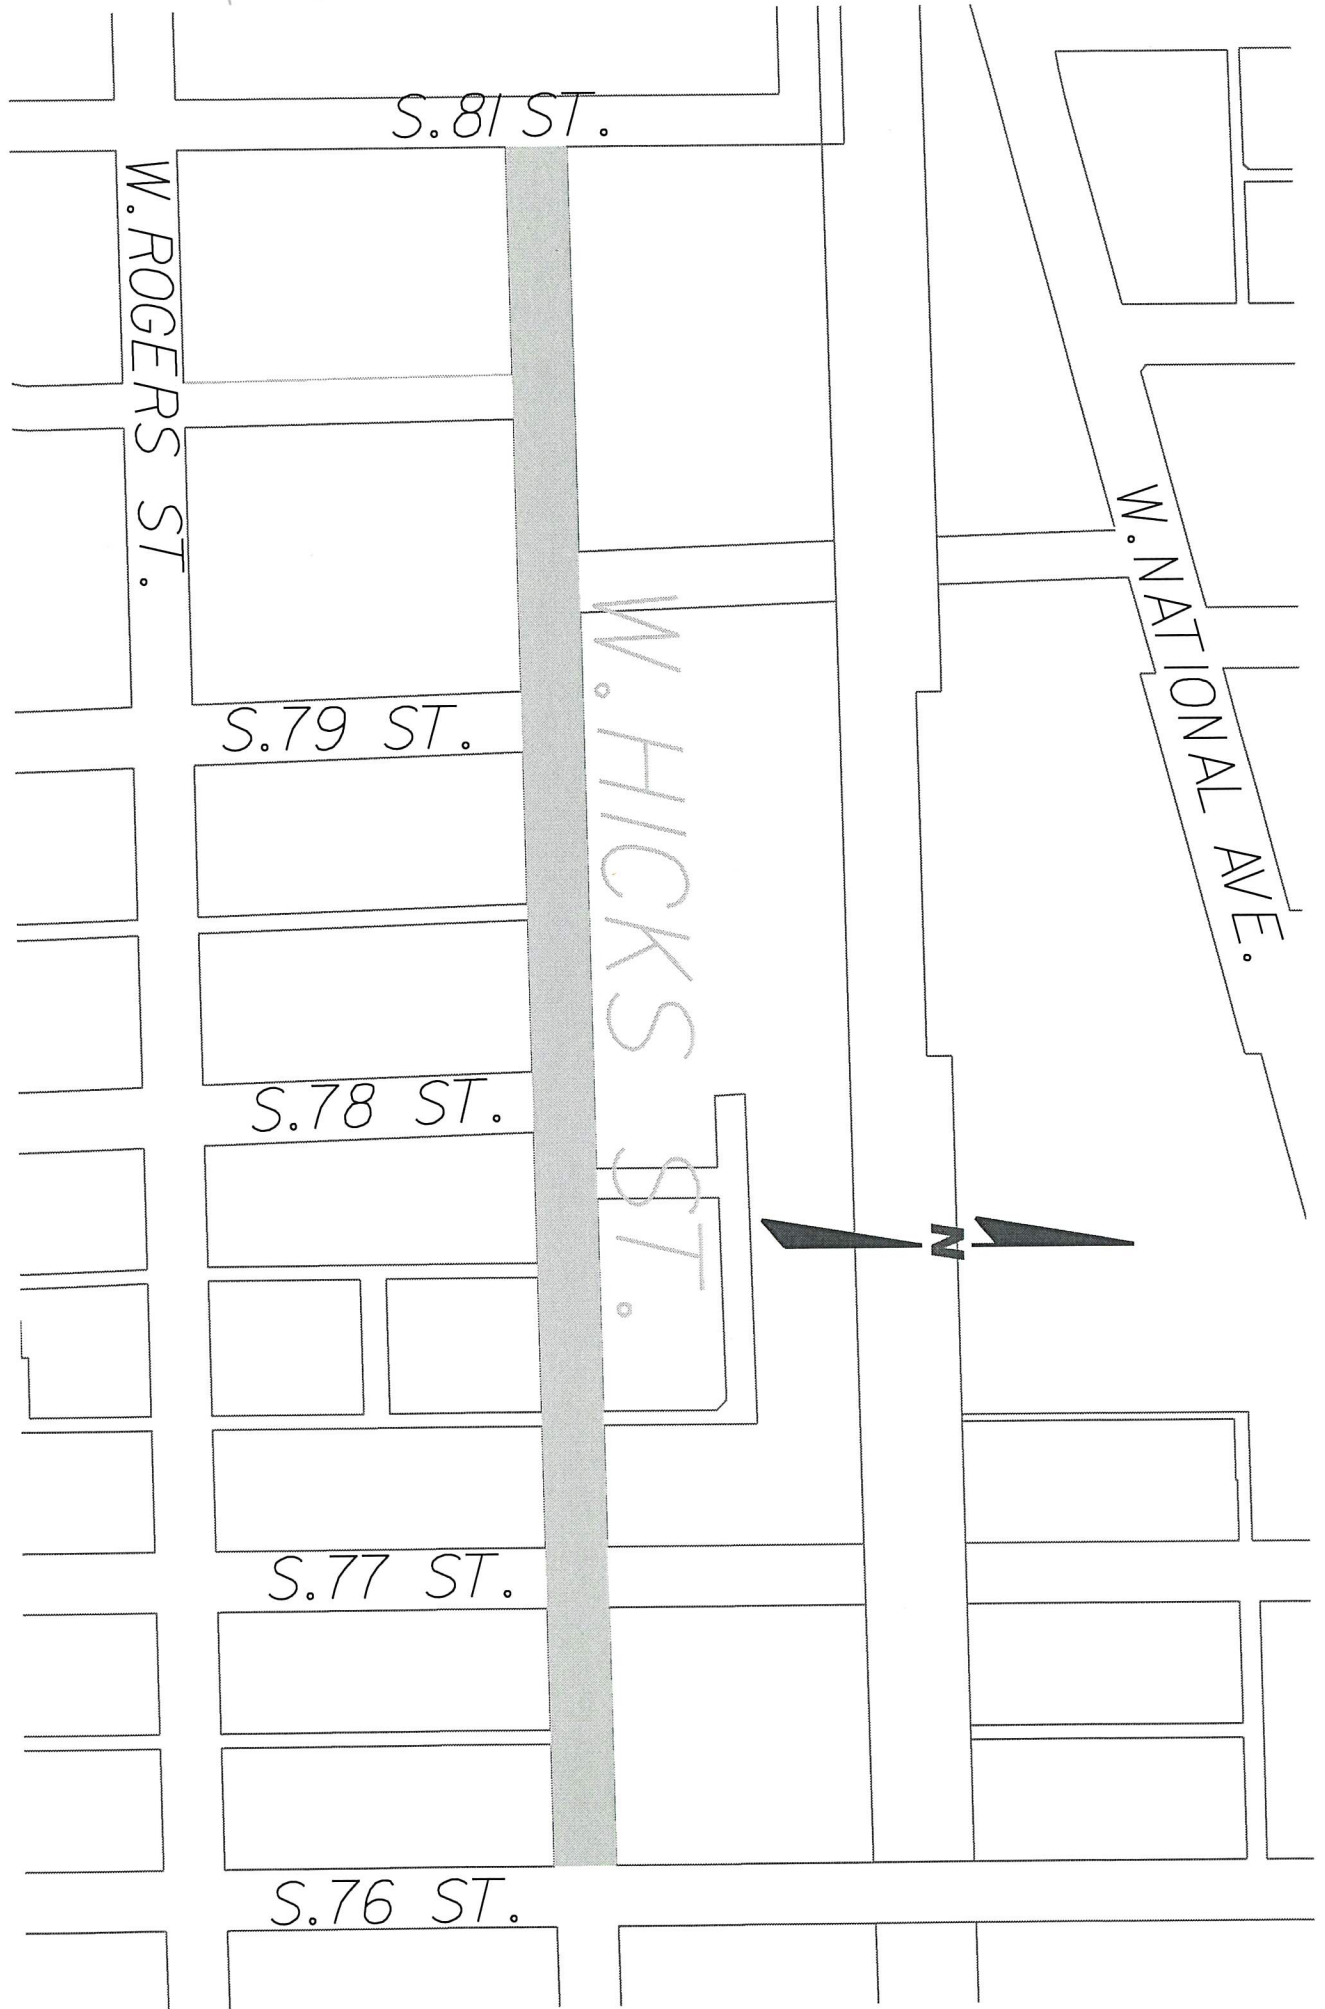 S.81 ST.
W. ROGERS ST.
W. NATIONAL AVE.
W. HICKS ST.
S.79 ST.
S.78 ST.
N
S.77 ST.
S.76 ST.